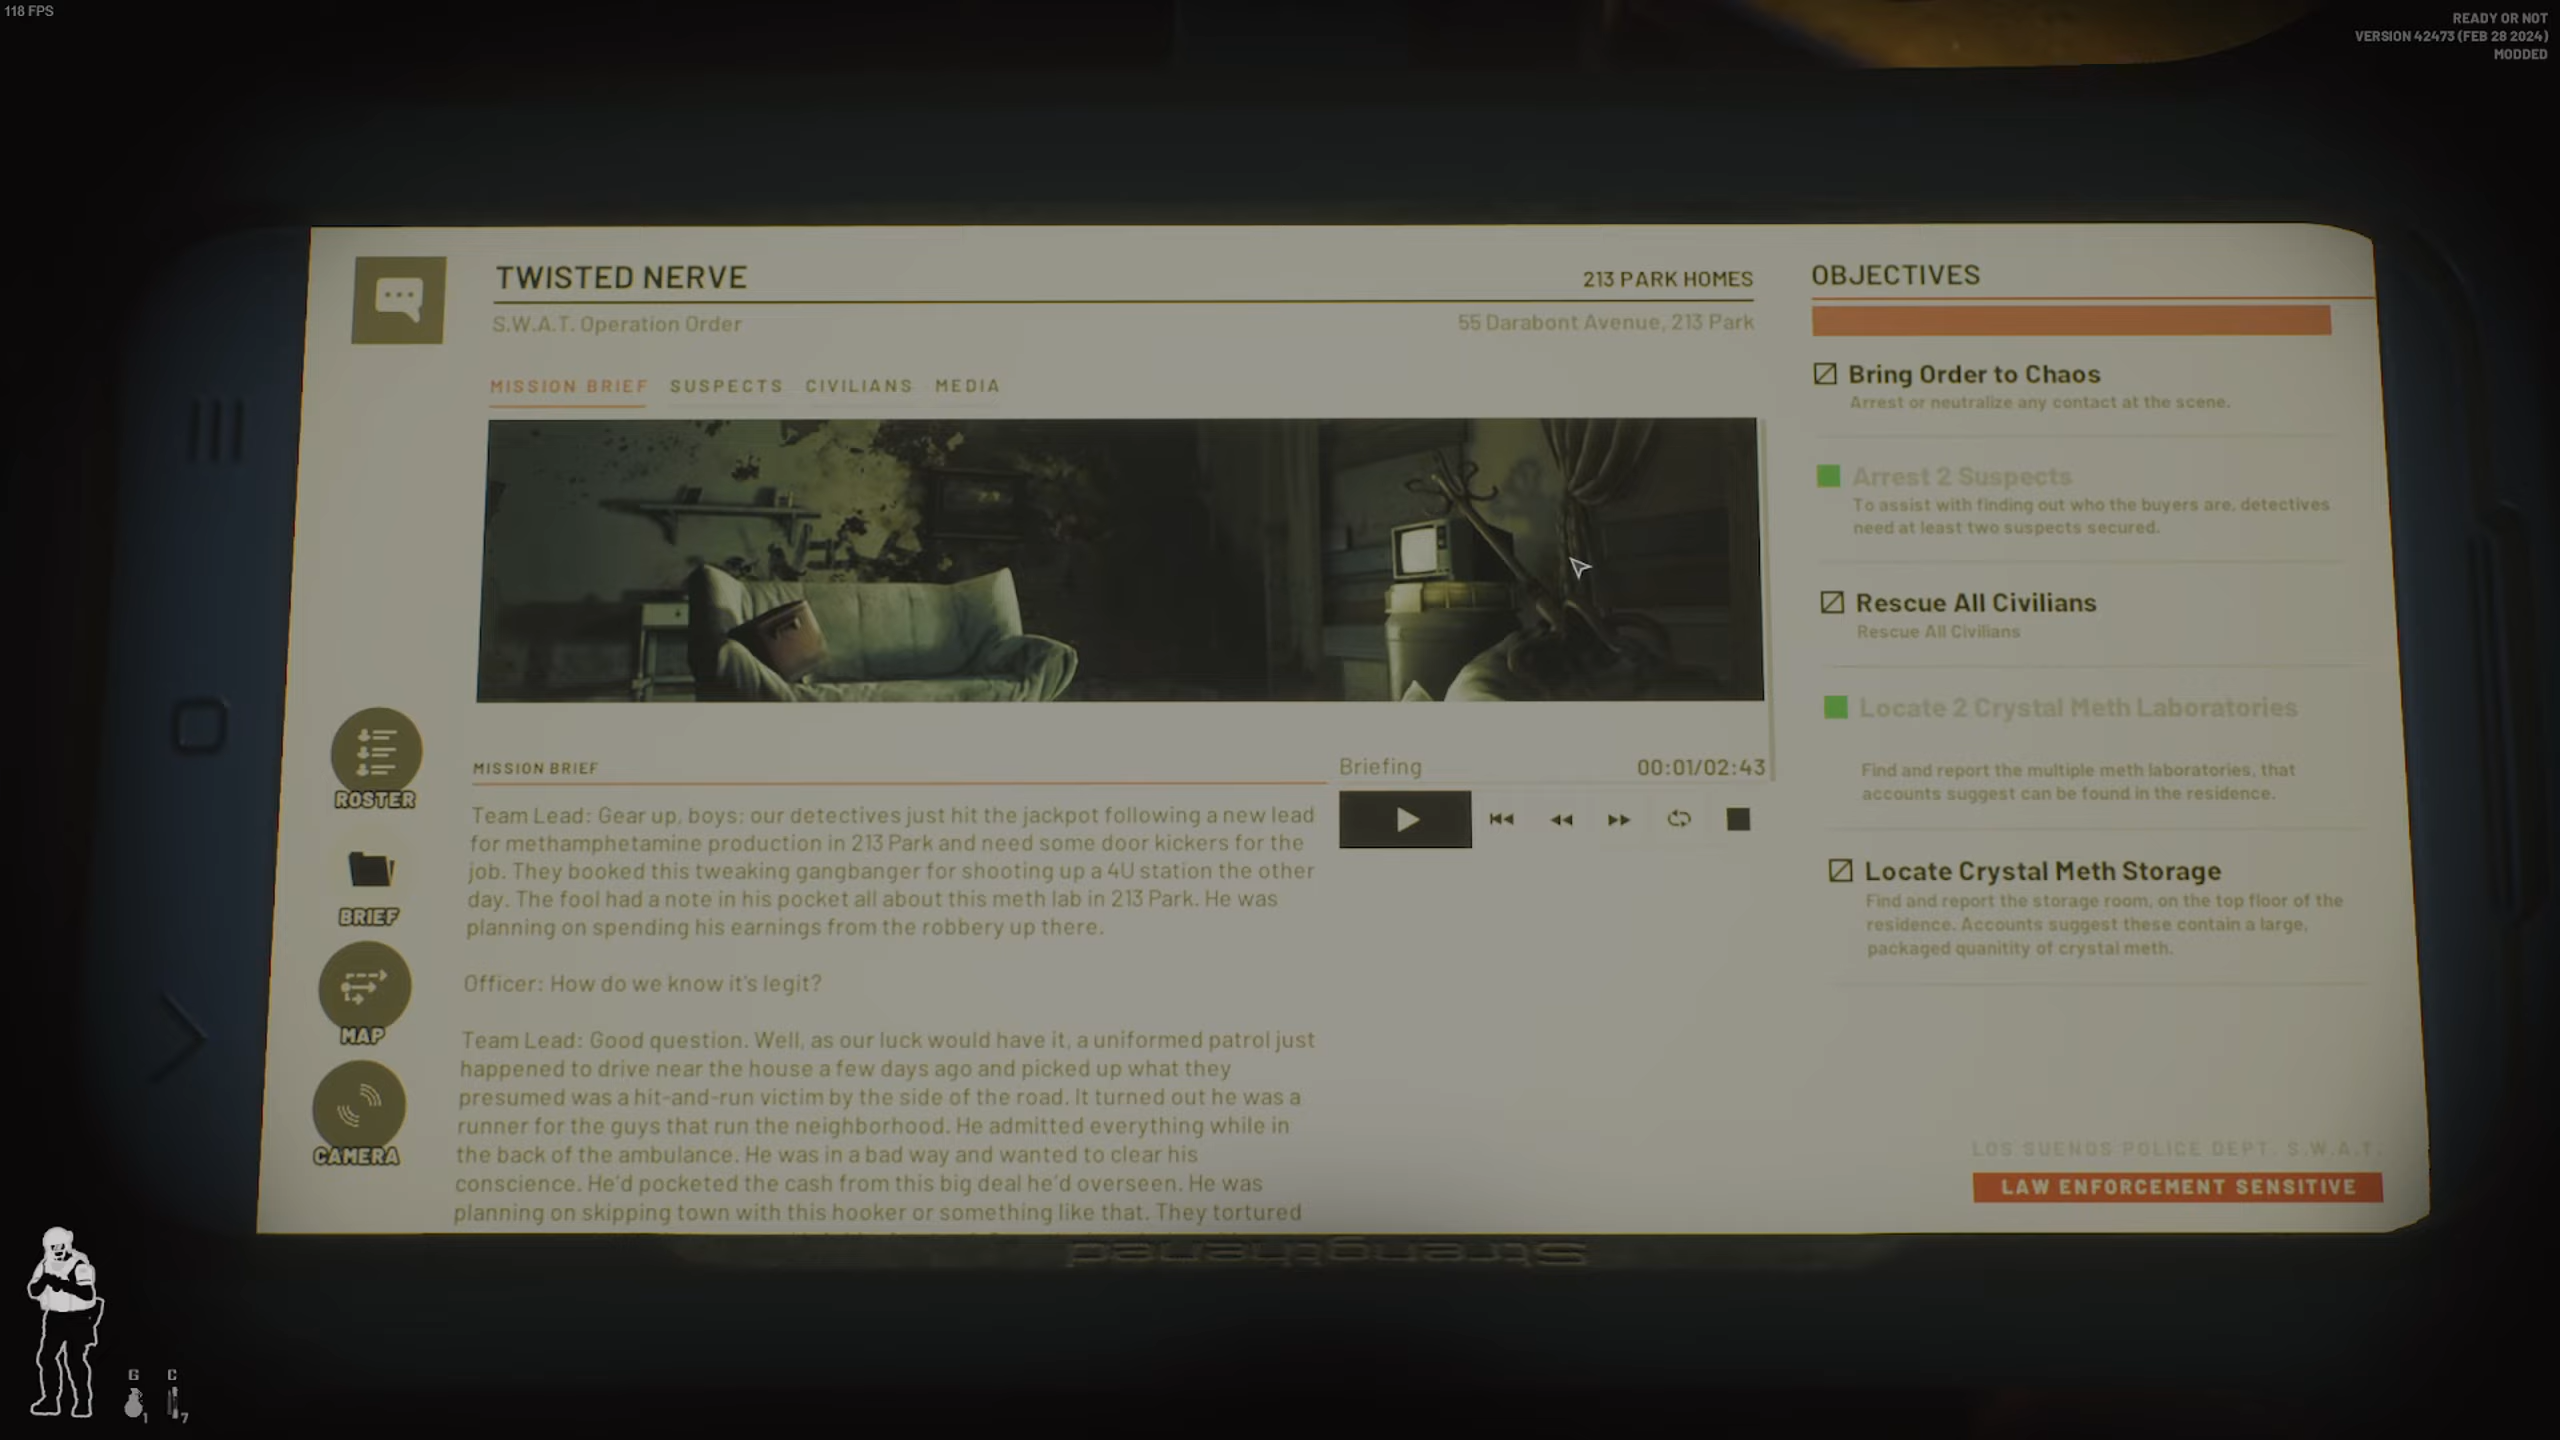 118 FPS
READY OR NOT
VERSION 42473 (FEB 28 2024)
MODDED
TWISTED NERVE
213 PARK HOMES
S.W.A.T. Operation Order
55 Darabont Avenue, 213 Park
MISSION BRIEF SUSPECTS CIVILIANS MEDIA
MISSION BRIEF
Team Lead: Gear up, boys; our detectives just hit the jackpot following a new lead
for methamphetamine production in 213 Park and need some door kickers for the
job. They booked this tweaking gangbanger for shooting up a 4U station the other
day. The fool had a note in his pocket all about this meth lab in 213 Park. He was
planning on spending his earnings from the robbery up there.
Officer: How do we know it's legit?
Team Lead: Good question. Well, as our luck would have it, a uniformed patrol just
happened to drive near the house a few days ago and picked up what they
presumed was a hit-and-run victim by the side of the road. It turned out he was a
runner for the guys that run the neighborhood. He admitted everything while in
the back of the ambulance. He was in a bad way and wanted to clear his
conscience. He'd pocketed the cash from this big deal he'd overseen. He was
planning on skipping town with this hooker or something like that. They tortured
Briefing 00:01/02:43
OBJECTIVES
Bring Order to Chaos
Arrest or neutralize any contact at the scene.
Arrest 2 Suspects
To assist with finding out who the buyers are, detectives
need at least two suspects secured.
Rescue All Civilians
Rescue All Civilians
Locate 2 Crystal Meth Laboratories
Find and report the multiple meth laboratories, that
accounts suggest can be found in the residence.
Locate Crystal Meth Storage
Find and report the storage room, on the top floor of the
residence. Accounts suggest these contain a large,
packaged quanitity of crystal meth.
LOS SUENOS POLICE DEPT. S.W.A.T.
LAW ENFORCEMENT SENSITIVE
ROSTER
BRIEF
MAP
CAMERA
Strengthened
G C
1 7